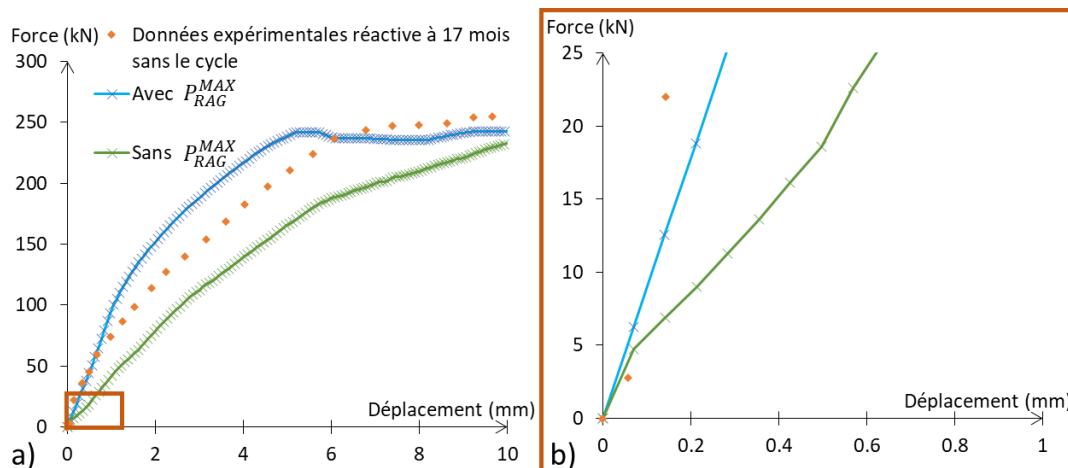 Force (kN)
Données expérimentales réactive à 17 mois
sans le cycle
300
Avec P_RAG^MAX
250
Sans P_RAG^MAX
200
150
100
50
0
Déplacement (mm)
0 2 4 6 8 10
a)
Force (kN)
25
20
15
10
5
0
Déplacement (mm)
0 0.2 0.4 0.6 0.8 1
b)